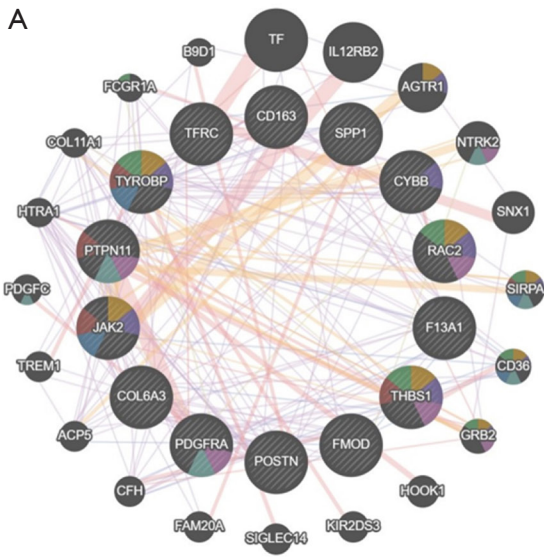 A
TF
B9D1
IL12RB2
FCGR1A
AGTR1
CD163
TFRC
SPP1
COL11A1
NTRK2
TYROBP
CYBB
HTRA1
SNX1
PTPN11
RAC2
PDGFC
SIRPA
JAK2
F13A1
TREM1
CD36
COL6A3
THBS1
ACP5
GRB2
PDGFRA
FMOD
POSTN
CFH
HOOK1
FAM20A
KIR2DS3
SIGLEC14